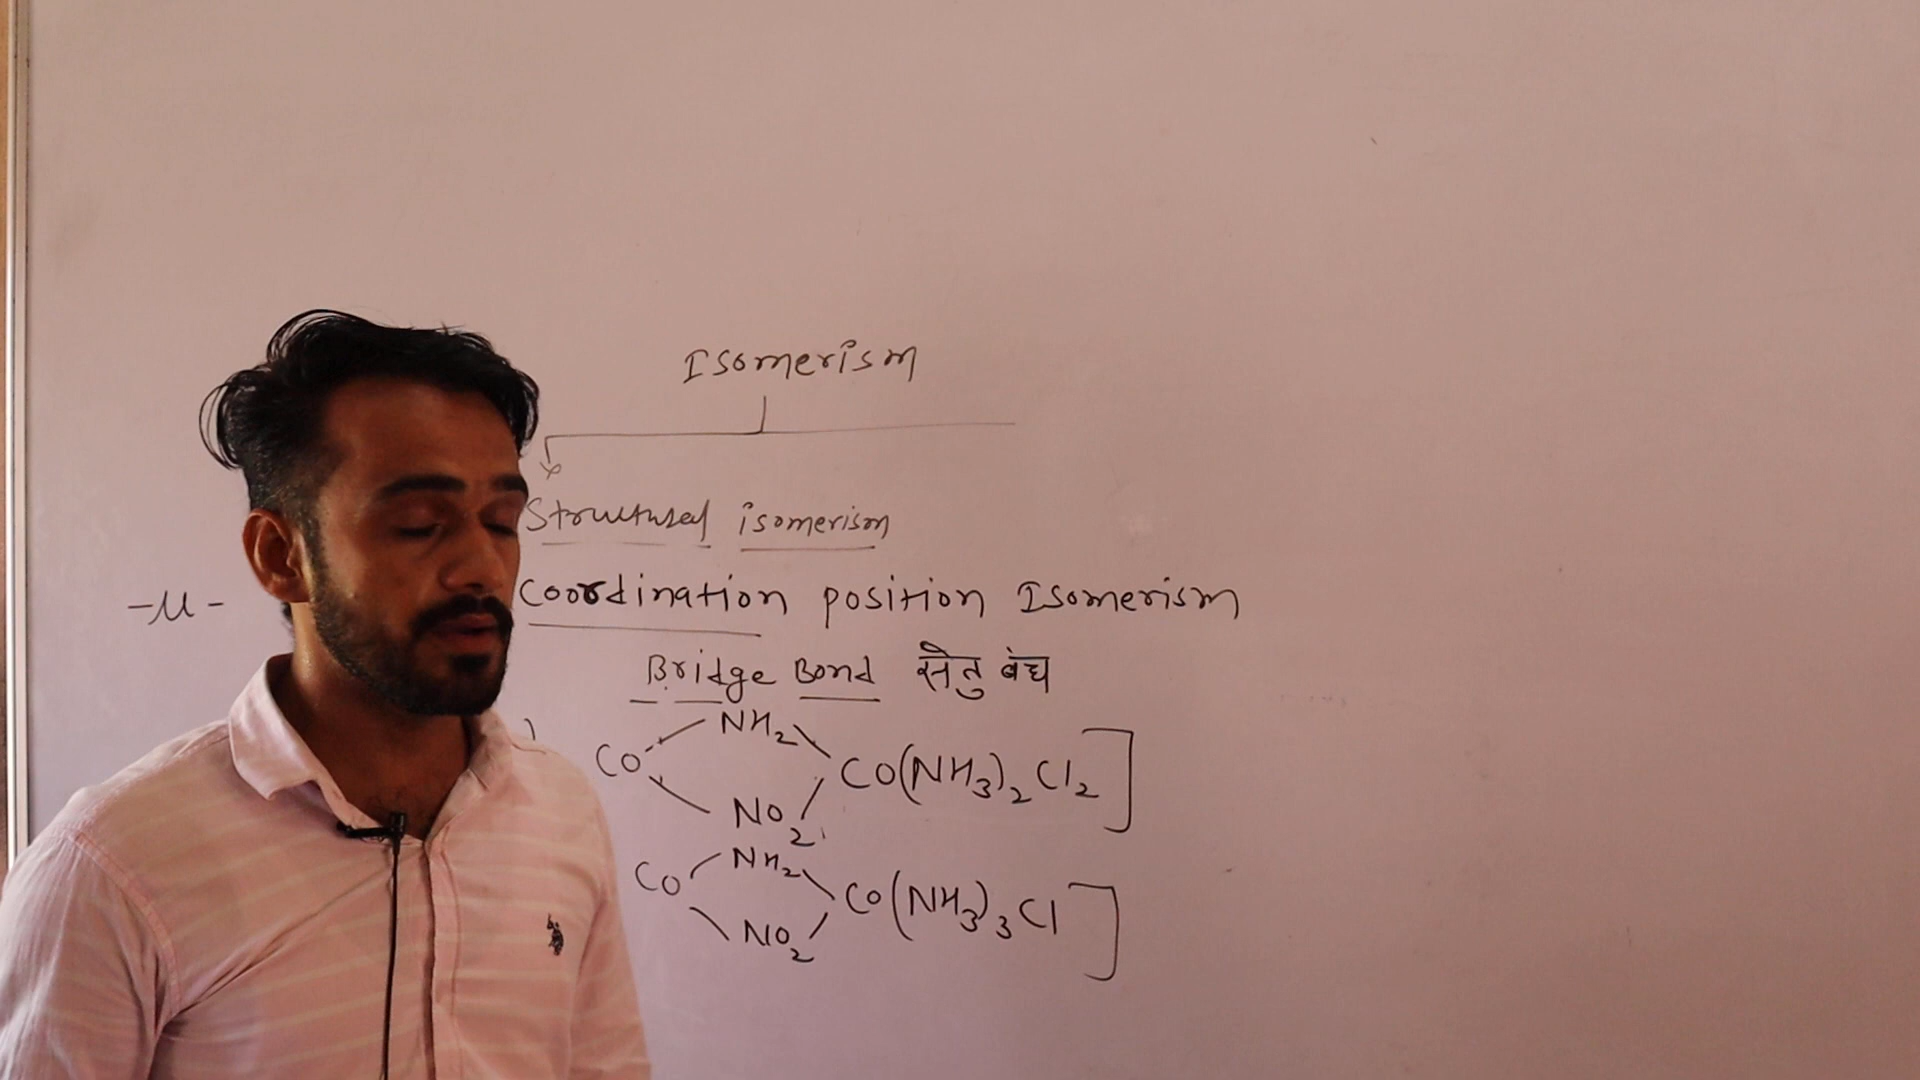 Isomerism
Structural isomerism
-μ- Coordination position Isomerism
Bridge Bond सेतु बंध
NH2
Co Co(NH3)2Cl2]
NO2
NH2
Co Co(NH3)3Cl]
NO2